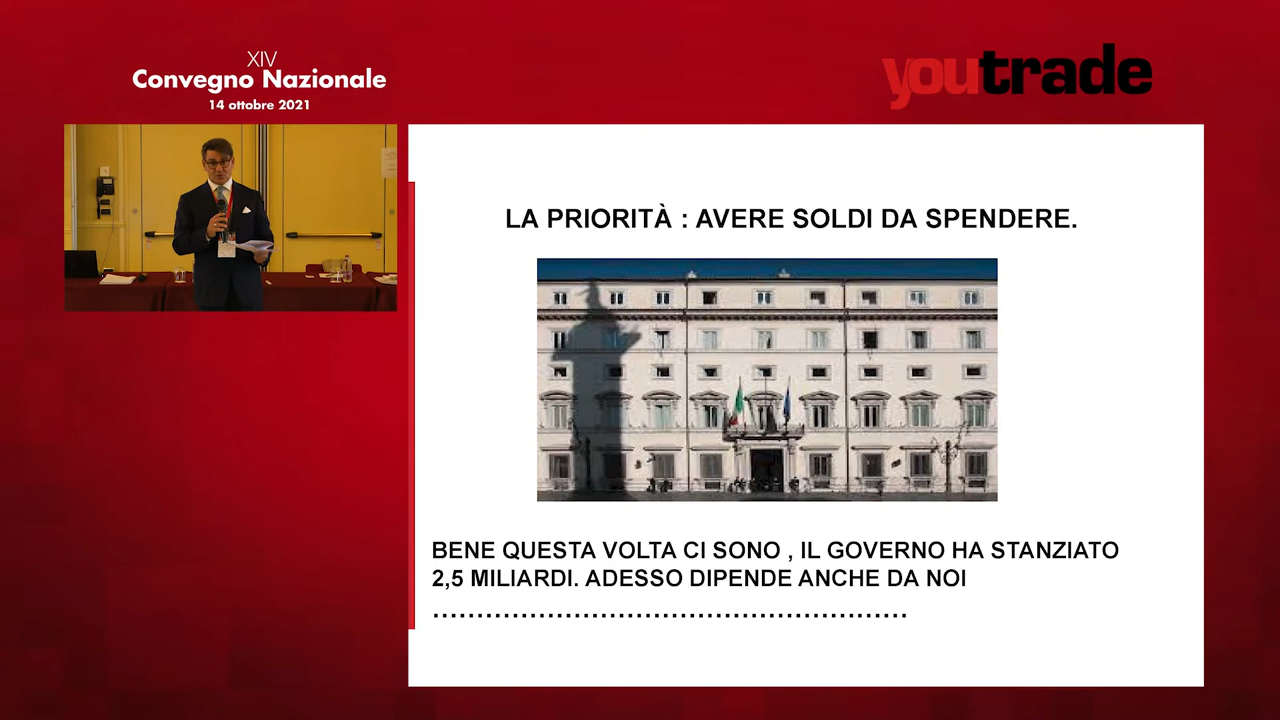 XIV
Convegno Nazionale
14 ottobre 2021
youtrade
LA PRIORITÀ : AVERE SOLDI DA SPENDERE.
BENE QUESTA VOLTA CI SONO , IL GOVERNO HA STANZIATO
2,5 MILIARDI. ADESSO DIPENDE ANCHE DA NOI
………………………………………………